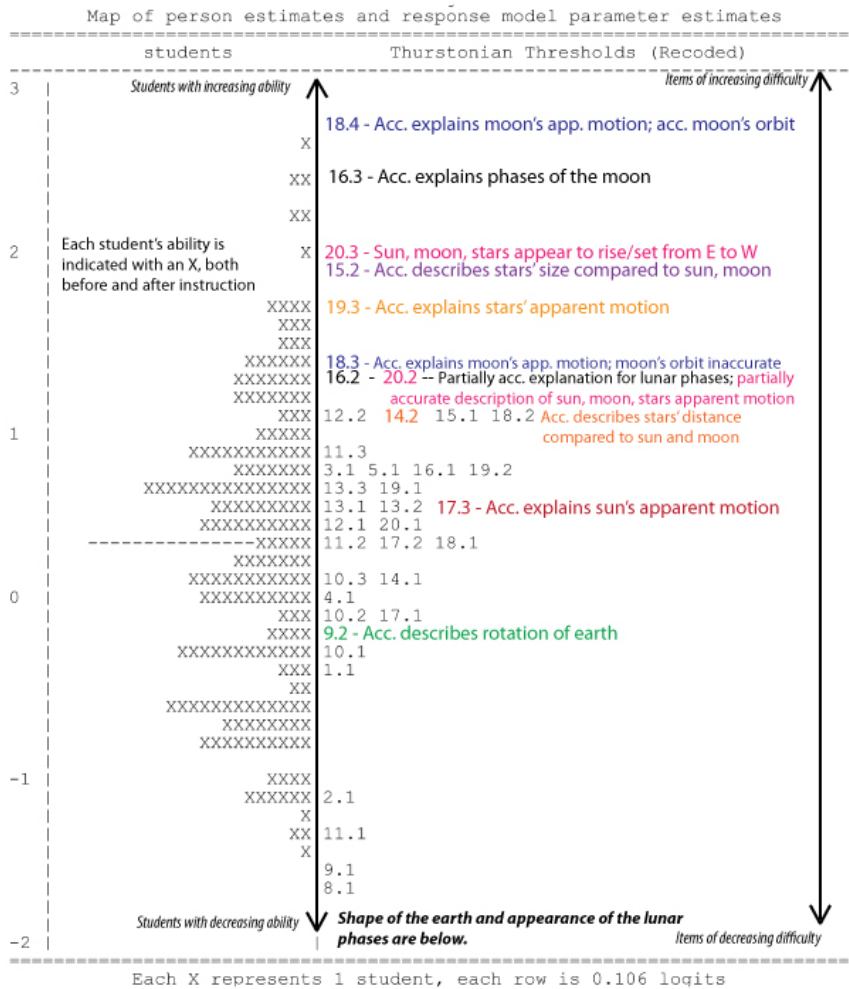 Map of person estimates and response model parameter estimates
students Thurstonian Thresholds (Recoded)
3 Students with increasing ability Items of increasing difficulty
18.4 - Acc. explains moon's app. motion; acc. moon's orbit
X
XX 16.3 - Acc. explains phases of the moon
XX
2 Each student's ability is X 20.3 - Sun, moon, stars appear to rise/set from E to W
indicated with an X, both 15.2 - Acc. describes stars' size compared to sun, moon
before and after instruction
XXXX 19.3 - Acc. explains stars' apparent motion
XXX
XXX
XXXXXX 18.3 - Acc. explains moon's app. motion; moon's orbit inaccurate
XXXXXXX 16.2 - 20.2 -- Partially acc. explanation for lunar phases; partially
XXXXXXX accurate description of sun, moon, stars apparent motion
XXX 12.2 14.2 15.1 18.2 Acc. describes stars' distance
1 XXXXX compared to sun and moon
XXXXXXXXXXX 11.3
XXXXXXX 3.1 5.1 16.1 19.2
XXXXXXXXXXXXXXX 13.3 19.1
XXXXXXXXX 13.1 13.2 17.3 - Acc. explains sun's apparent motion
XXXXXXXXXX 12.1 20.1
---------------XXXXX 11.2 17.2 18.1
XXXXXXX
XXXXXXXXXXX 10.3 14.1
0 XXXXXXXXXX 4.1
XXX 10.2 17.1
XXXX 9.2 - Acc. describes rotation of earth
XXXXXXXXXXXX 10.1
XXX 1.1
XX
XXXXXXXXXXXXX
XXXXXXXX
XXXXXXXXXX
-1 XXXX
XXXXXX 2.1
X
XX 11.1
X
9.1
8.1
Students with decreasing ability Shape of the earth and appearance of the lunar
-2 phases are below. Items of decreasing difficulty
Each X represents 1 student, each row is 0.106 logits